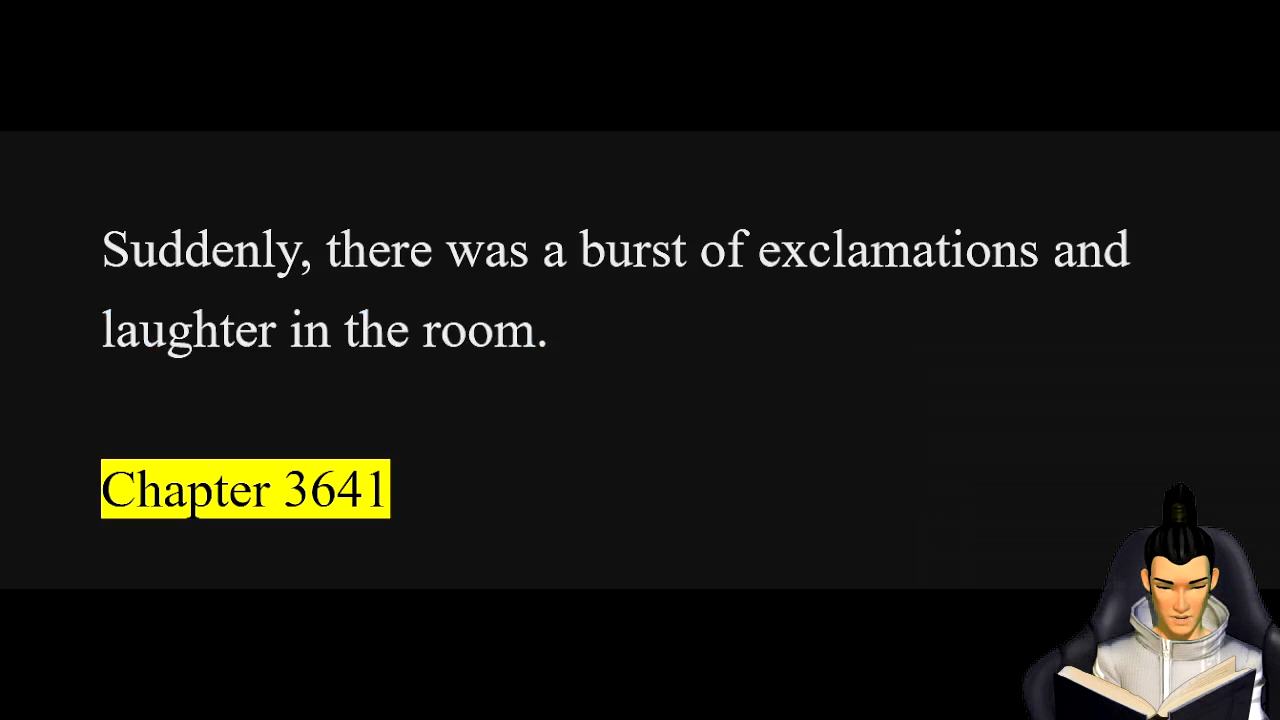 Suddenly, there was a burst of exclamations and
laughter in the room.
Chapter 3641